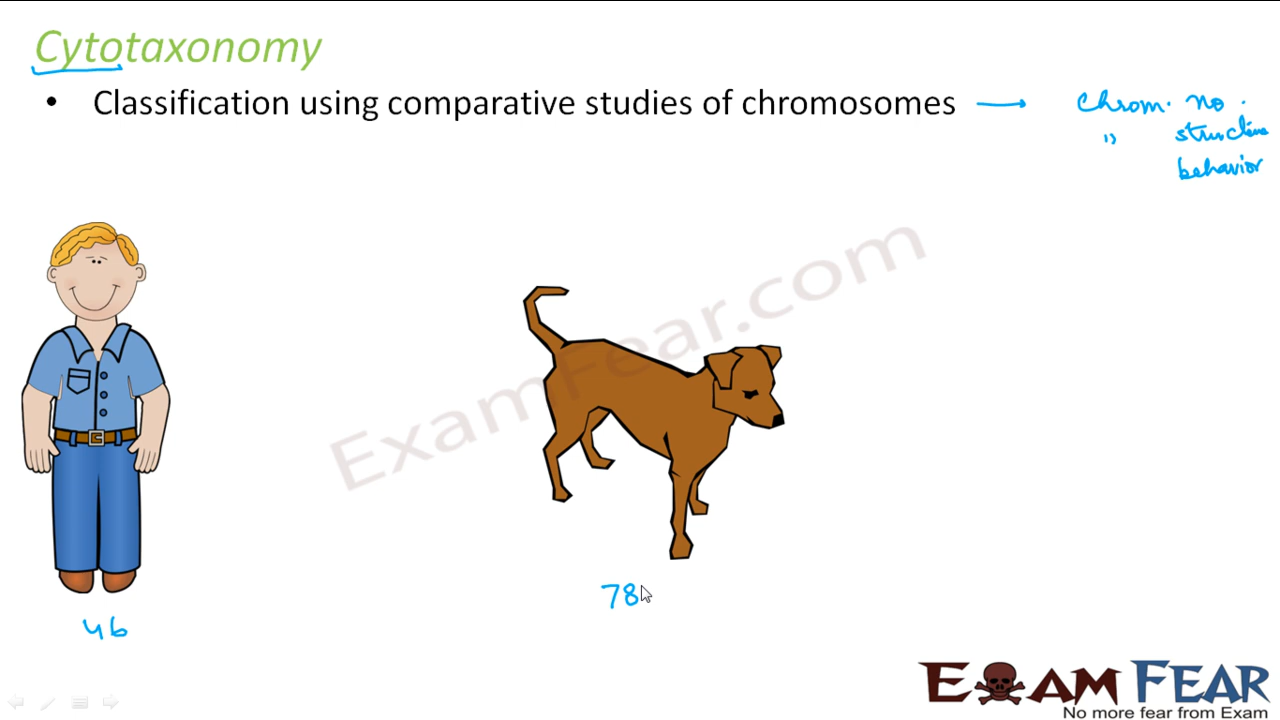 Cytotaxonomy
• Classification using comparative studies of chromosomes → Chrom. no.
" structure
behavior
ExamFear.com
46
78
EXAM FEAR
No more fear from Exam